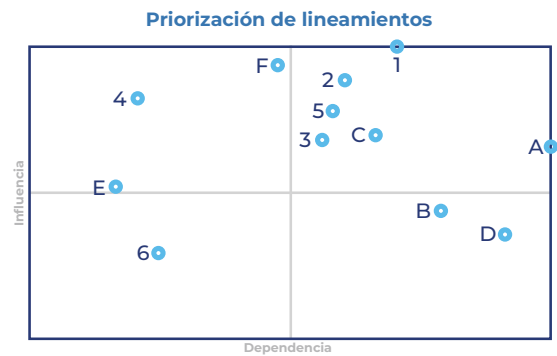 Priorización de lineamientos
F
1
2
4
5
C
3
A
Influencia
E
B
D
6
Dependencia